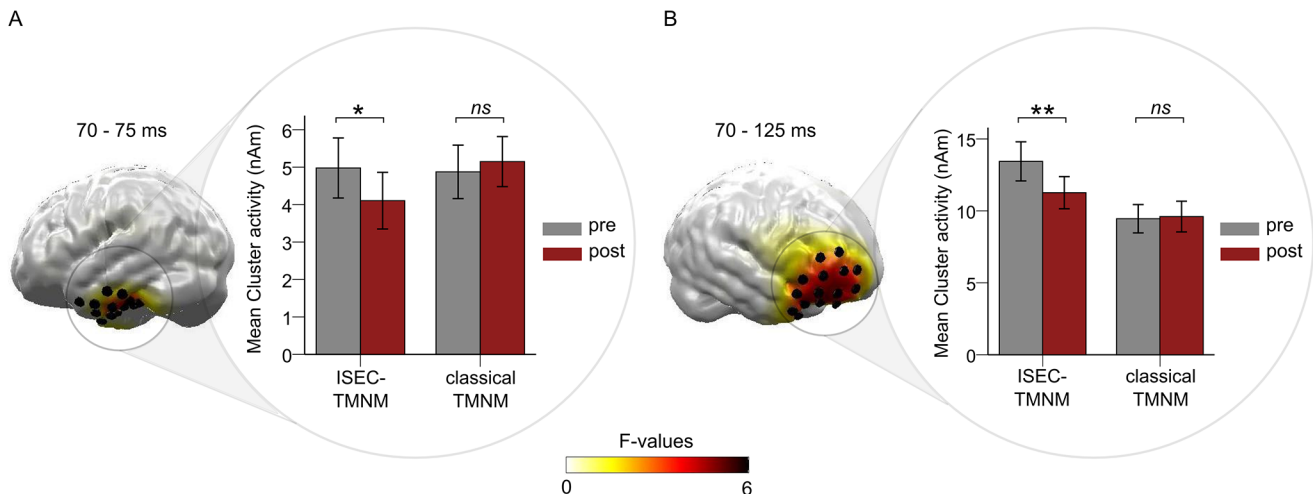 A
70 - 75 ms
Mean Cluster activity (nAm)
6
5
4
3
2
1
0
*
ns
ISEC-
TMNM
classical
TMNM
pre
post
B
70 - 125 ms
Mean Cluster activity (nAm)
15
10
5
0
**
ns
ISEC-
TMNM
classical
TMNM
pre
post
F-values
0
6